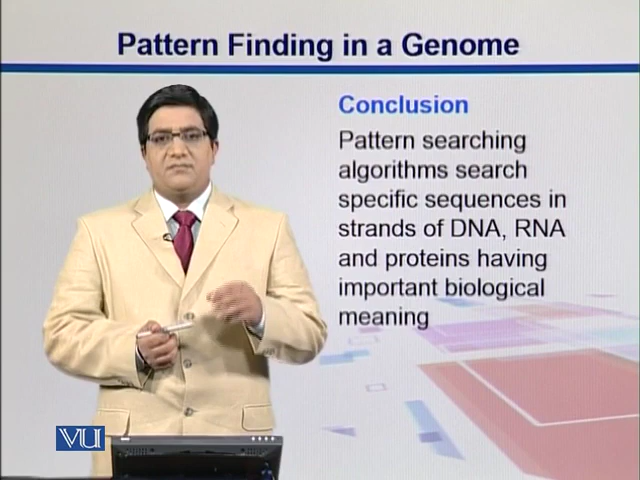 Pattern Finding in a Genome
Conclusion
Pattern searching
algorithms search
specific sequences in
strands of DNA, RNA
and proteins having
important biological
meaning
VU